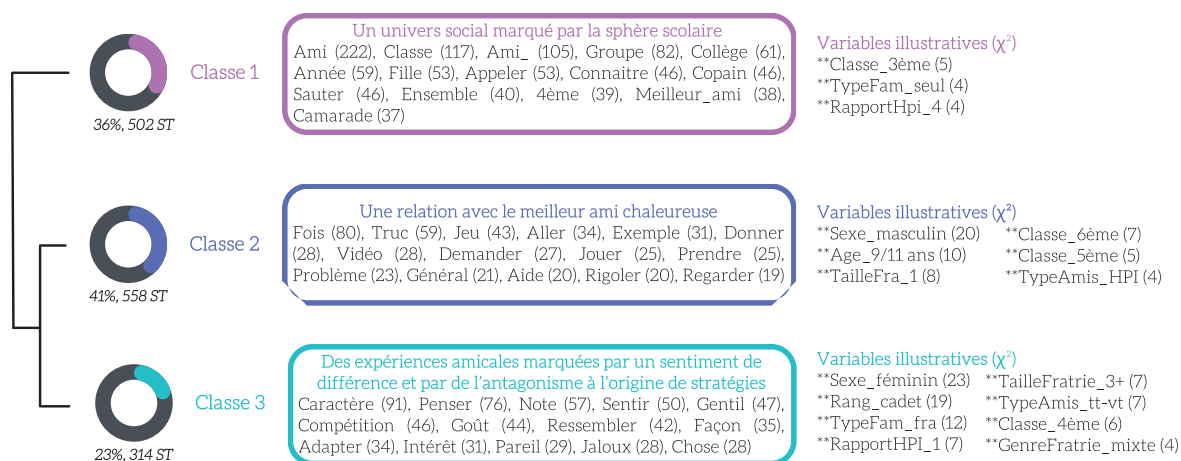 Classe 1
36%, 502 ST
Un univers social marqué par la sphère scolaire
Ami (222), Classe (117), Ami_ (105), Groupe (82), Collège (61),
Année (59), Fille (53), Appeler (53), Connaitre (46), Copain (46),
Sauter (46), Ensemble (40), 4ème (39), Meilleur_ami (38),
Camarade (37)
Variables illustratives (χ²)
**Classe_3ème (5)
**TypeFam_seul (4)
**RapportHpi_4 (4)
Classe 2
41%, 558 ST
Une relation avec le meilleur ami chaleureuse
Fois (80), Truc (59), Jeu (43), Aller (34), Exemple (31), Donner
(28), Vidéo (28), Demander (27), Jouer (25), Prendre (25),
Problème (23), Général (21), Aide (20), Rigoler (20), Regarder (19)
Variables illustratives (χ²)
**Sexe_masculin (20) **Classe_6ème (7)
**Age_9/11 ans (10) **Classe_5ème (5)
**TailleFra_1 (8) **TypeAmis_HPI (4)
Classe 3
23%, 314 ST
Des expériences amicales marquées par un sentiment de
différence et par de l'antagonisme à l'origine de stratégies
Caractère (91), Penser (76), Note (57), Sentir (50), Gentil (47),
Compétition (46), Goût (44), Ressembler (42), Façon (35),
Adapter (34), Intérêt (31), Pareil (29), Jaloux (28), Chose (28)
Variables illustratives (χ²)
**Sexe_féminin (23) **TailleFratrie_3+ (7)
**Rang_cadet (19) **TypeAmis_tt-vt (7)
**TypeFam_fra (12) **Classe_4ème (6)
**RapportHPI_1 (7) **GenreFratrie_mixte (4)